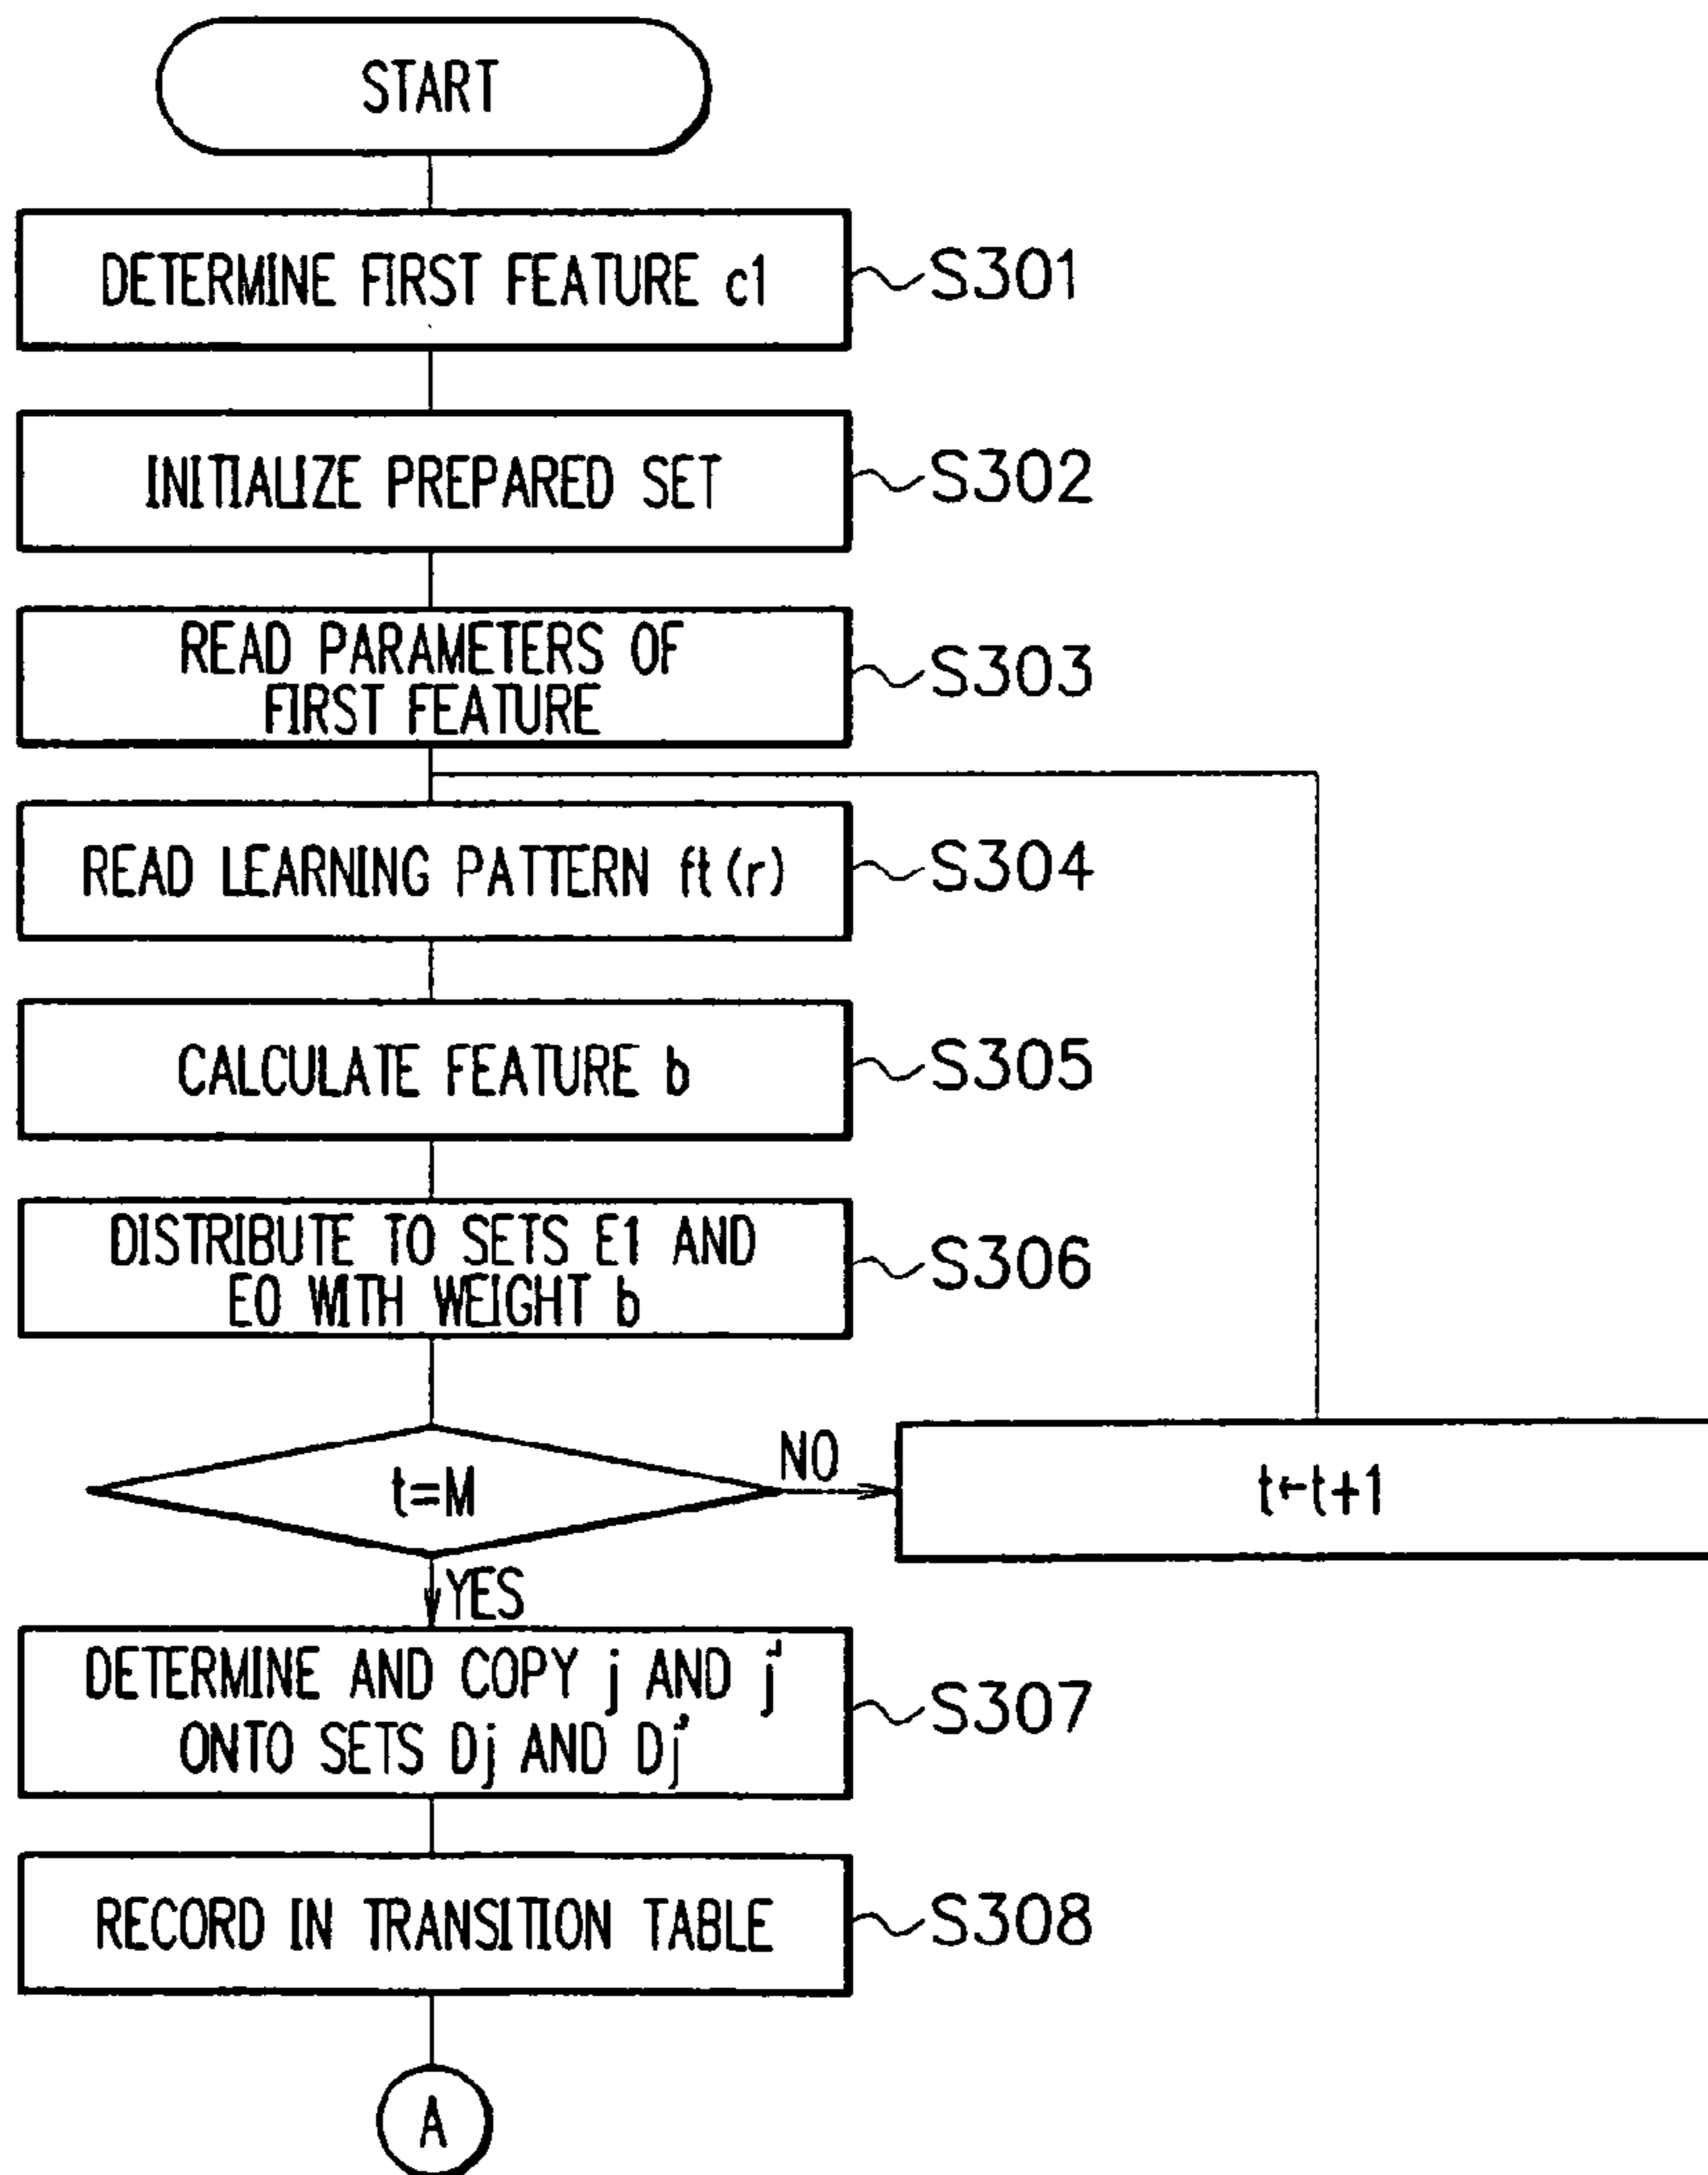 START
DETERMINE FIRST FEATURE c1
S301
INITIALIZE PREPARED SET
S302
READ PARAMETERS OF
FIRST FEATURE
S303
READ LEARNING PATTERN ft(r)
S304
CALCULATE FEATURE b
S305
DISTRIBUTE TO SETS E1 AND
E0 WITH WEIGHT b
S306
t=M
NO
t←t+1
YES
DETERMINE AND COPY j AND j'
ONTO SETS Dj AND Dj'
S307
RECORD IN TRANSITION TABLE
S308
A